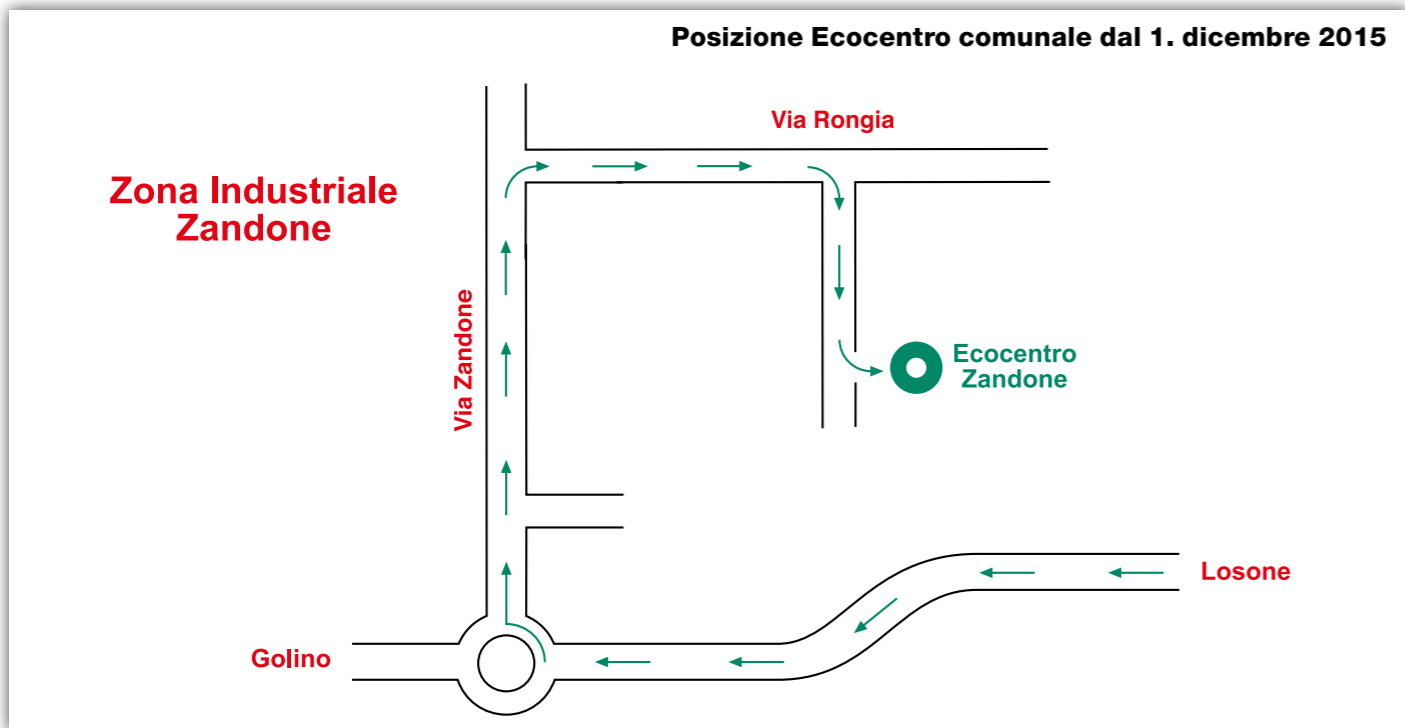 Posizione Ecocentro comunale dal 1. dicembre 2015
Via Rongia
Zona Industriale
Zandone
Via Zandone
Ecocentro
Zandone
Losone
Golino